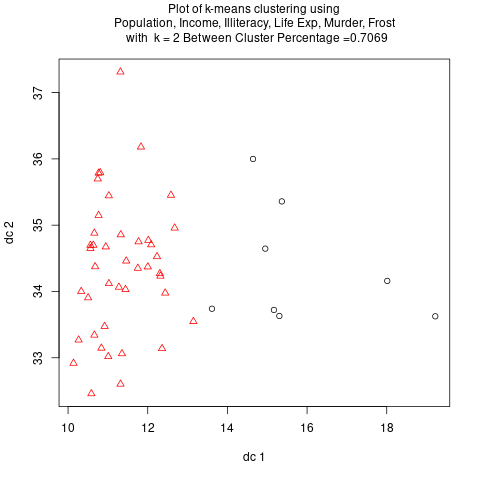 Plot of k-means clustering using
Population, Income, Illiteracy, Life Exp, Murder, Frost
with  k = 2 Between Cluster Percentage =0.7069
37
36
35
34
33
dc 2
10 12 14 16 18
dc 1